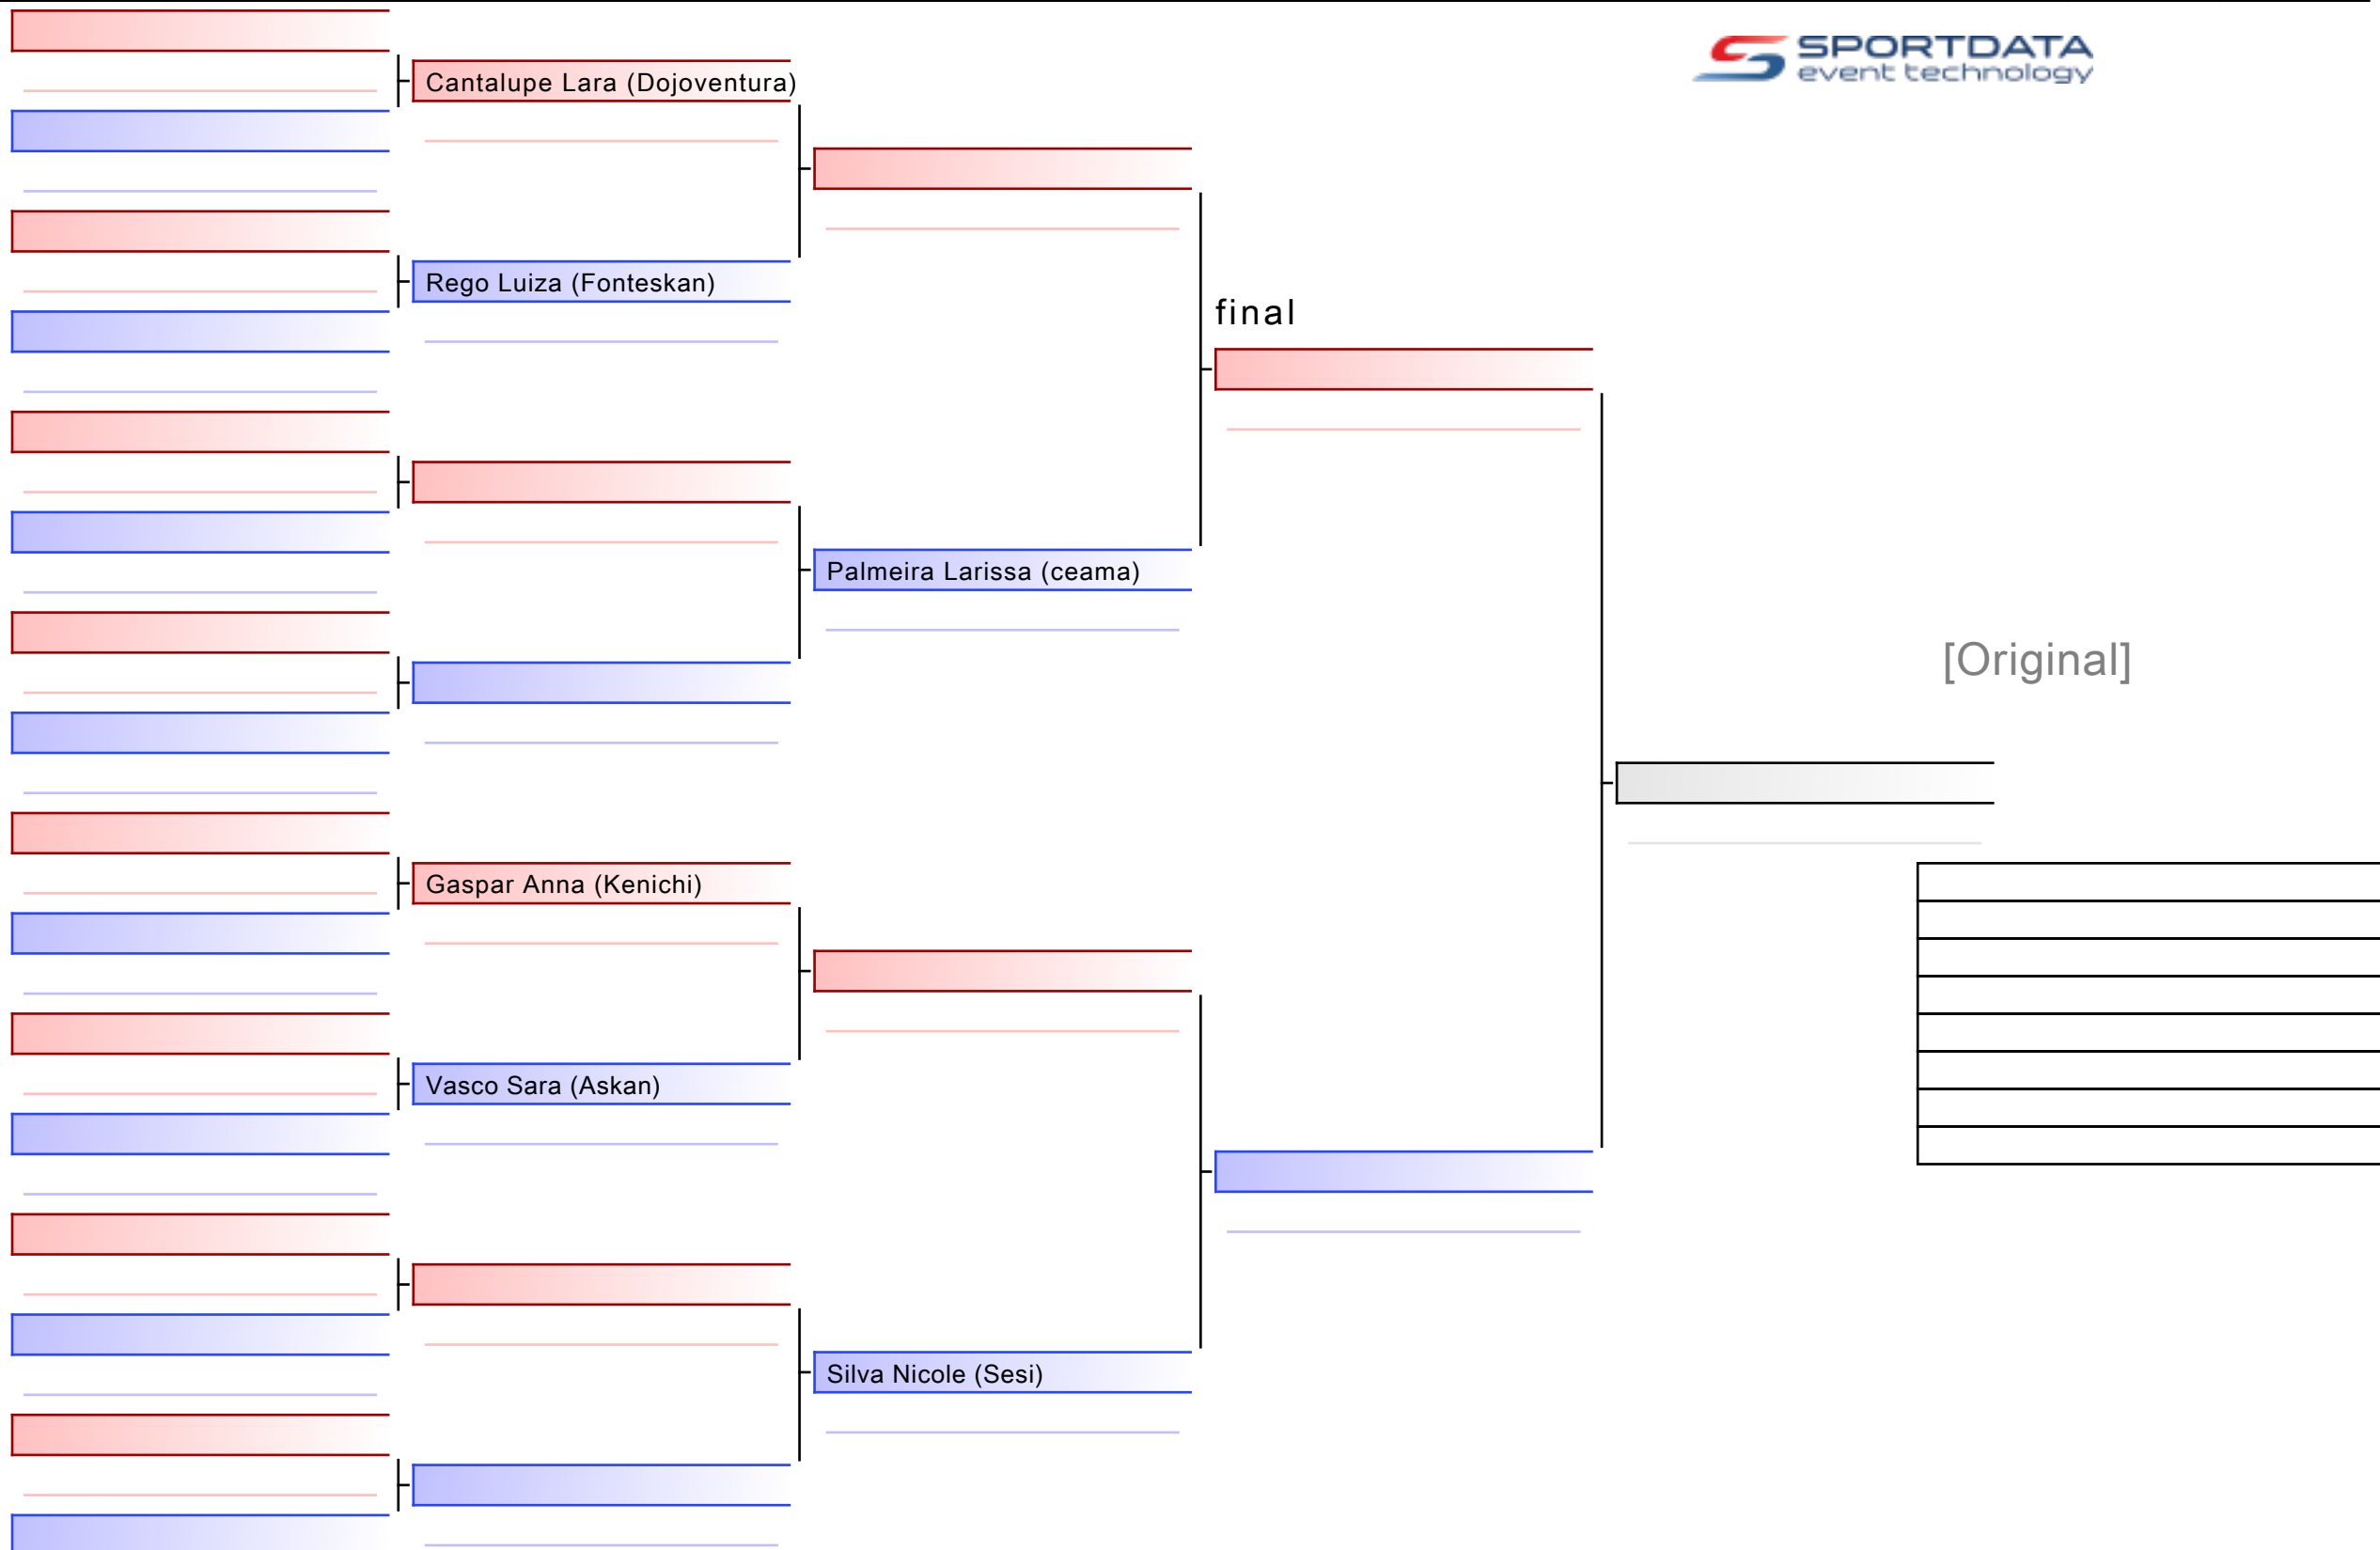 SPORTDATA
event technology
Cantalupe Lara (Dojoventura)
Rego Luiza (Fonteskan)
final
Palmeira Larissa (ceama)
[Original]
Gaspar Anna (Kenichi)
Vasco Sara (Askan)
Silva Nicole (Sesi)